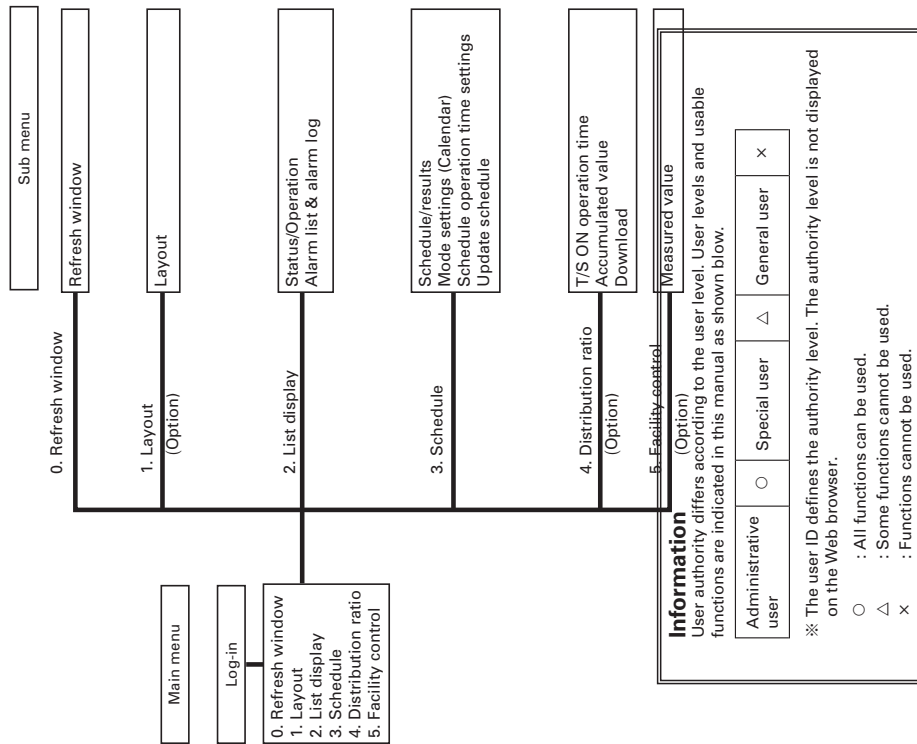 Main menu
Sub menu
Log-in
0. Refresh window
1. Layout
2. List display
3. Schedule
4. Distribution ratio
5. Facility control
0. Refresh window
Refresh window
1. Layout
(Option)
Layout
2. List display
Status/Operation
Alarm list & alarm log
3. Schedule
Schedule/results
Mode settings (Calendar)
Schedule operation time settings
Update schedule
4. Distribution ratio
(Option)
T/S ON operation time
Accumulated value
Download
5. Facility control
(Option)
Measured value
Information
User authority differs according to the user level. User levels and usable
functions are indicated in this manual as shown blow.
Administrative
user
○
Special user
△
General user
×
※ The user ID defines the authority level. The authority level is not displayed
on the Web browser.
○ : All functions can be used.
△ : Some functions cannot be used.
× : Functions cannot be used.